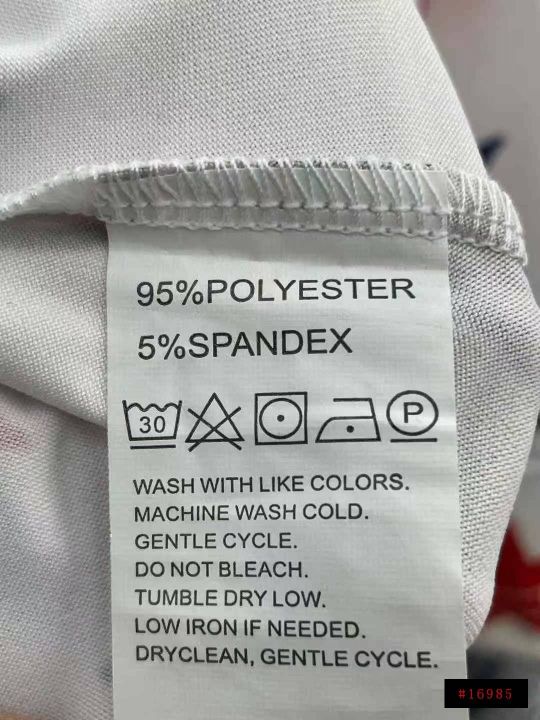 95%POLYESTER
5%SPANDEX
30 P
WASH WITH LIKE COLORS.
MACHINE WASH COLD.
GENTLE CYCLE.
DO NOT BLEACH.
TUMBLE DRY LOW.
LOW IRON IF NEEDED.
DRYCLEAN, GENTLE CYCLE.
#16985